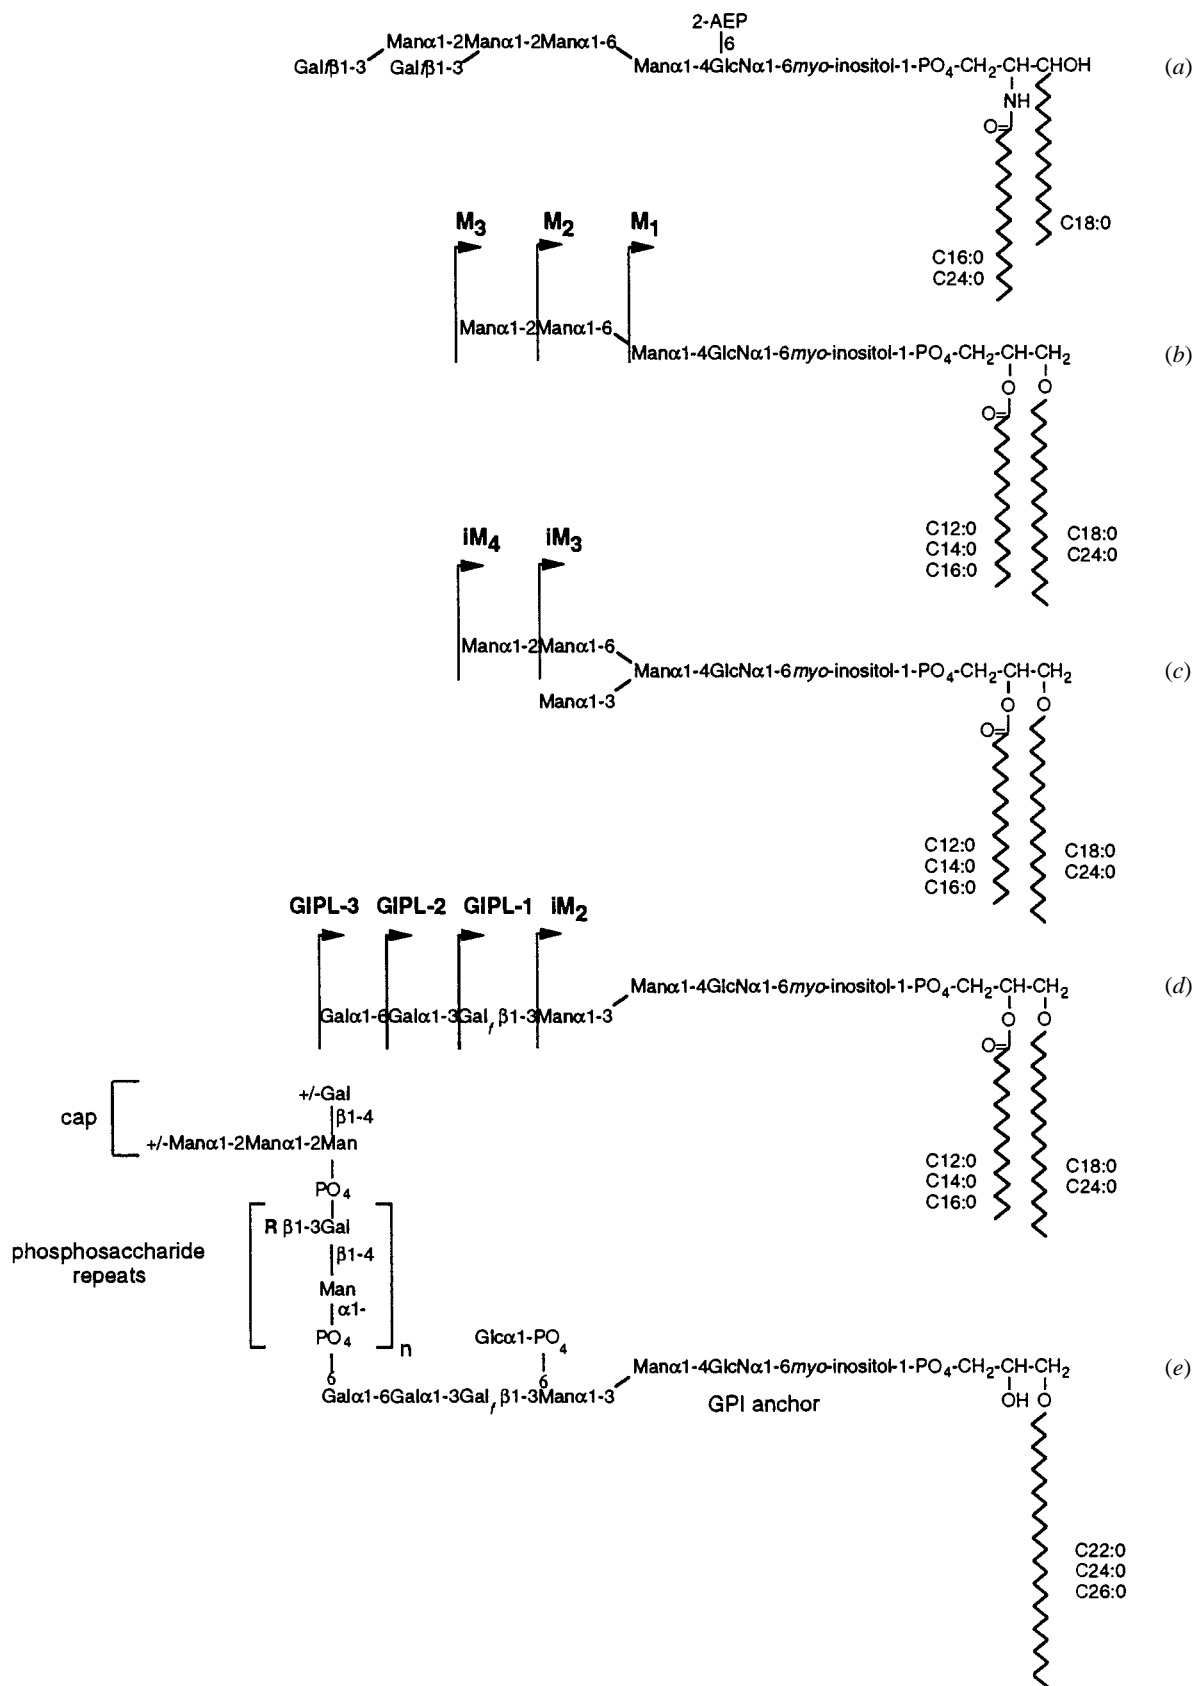 2-AEP
6
Manα1-2Manα1-2Manα1-6
Galfβ1-3 Galfβ1-3 Manα1-4GlcNα1-6myo-inositol-1-PO4-CH2-CH-CHOH (a)
NH
O=
C18:0
C16:0
C24:0
M3 M2 M1
Manα1-2Manα1-6
Manα1-4GlcNα1-6myo-inositol-1-PO4-CH2-CH-CH2 (b)
O O
O=
C12:0 C18:0
C14:0 C24:0
C16:0
iM4 iM3
Manα1-2Manα1-6
Manα1-4GlcNα1-6myo-inositol-1-PO4-CH2-CH-CH2 (c)
Manα1-3 O O
O=
C12:0 C18:0
C14:0 C24:0
C16:0
GIPL-3 GIPL-2 GIPL-1 iM2
Manα1-4GlcNα1-6myo-inositol-1-PO4-CH2-CH-CH2 (d)
Galα1-6Galα1-3Galf β1-3Manα1-3 O O
O=
+/-Gal
cap β1-4
+/-Manα1-2Manα1-2Man
C12:0 C18:0
C14:0 C24:0
C16:0
PO4
R β1-3Gal
phosphosaccharide β1-4
repeats
Man
α1-
PO4 n Glcα1-PO4
Manα1-4GlcNα1-6myo-inositol-1-PO4-CH2-CH-CH2 (e)
6 6
Galα1-6Galα1-3Galf β1-3Manα1-3 GPI anchor OH O
C22:0
C24:0
C26:0